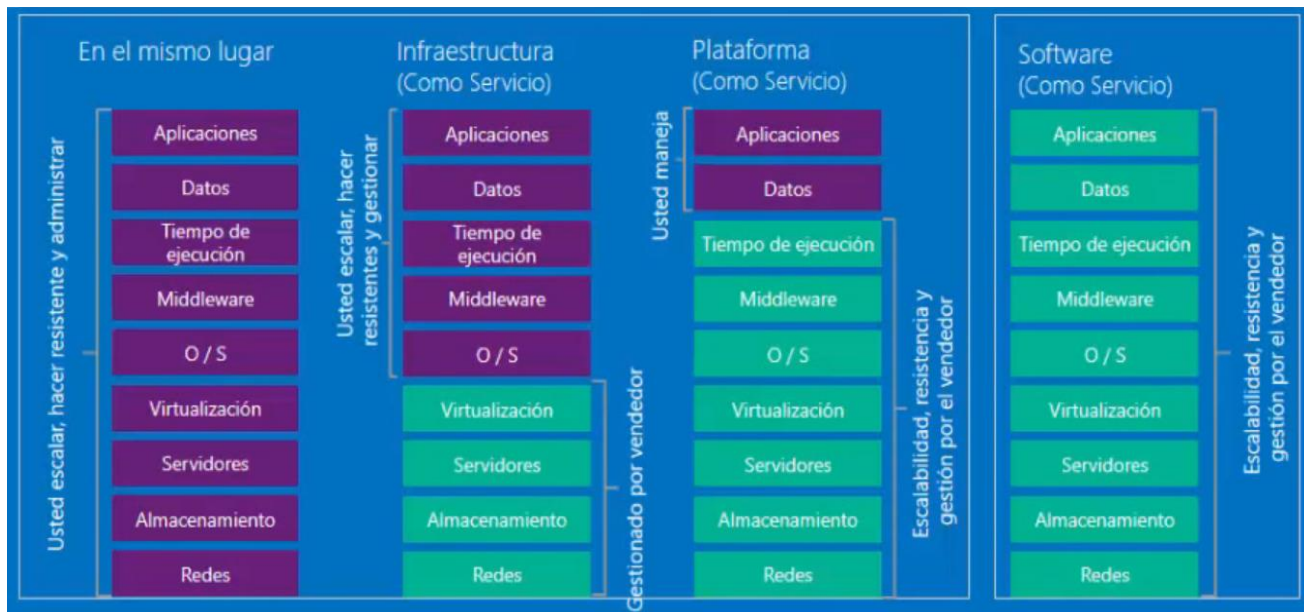 En el mismo lugar
Usted escalar, hacer resistente y administrar
Aplicaciones
Datos
Tiempo de
ejecución
Middleware
O / S
Virtualización
Servidores
Almacenamiento
Redes
Infraestructura
(Como Servicio)
Usted escalar, hacer
resistentes y gestionar
Aplicaciones
Datos
Tiempo de
ejecución
Middleware
O / S
Virtualización
Servidores
Almacenamiento
Redes
Gestionado por vendedor
Plataforma
(Como Servicio)
Usted maneja
Aplicaciones
Datos
Tiempo de ejecución
Middleware
O / S
Virtualización
Servidores
Almacenamiento
Redes
Escalabilidad, resistencia y
gestión por el vendedor
Software
(Como Servicio)
Aplicaciones
Datos
Tiempo de ejecución
Middleware
O / S
Virtualización
Servidores
Almacenamiento
Redes
Escalabilidad, resistencia y
gestión por el vendedor